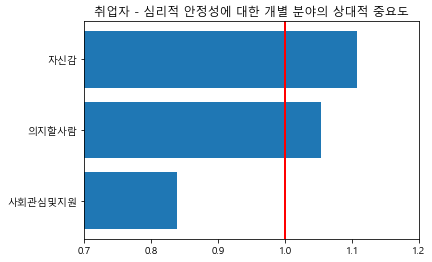 취업자 - 심리적 안정성에 대한 개별 분야의 상대적 중요도
자신감
의지할사람
사회관심및지원
0.7 0.8 0.9 1.0 1.1 1.2